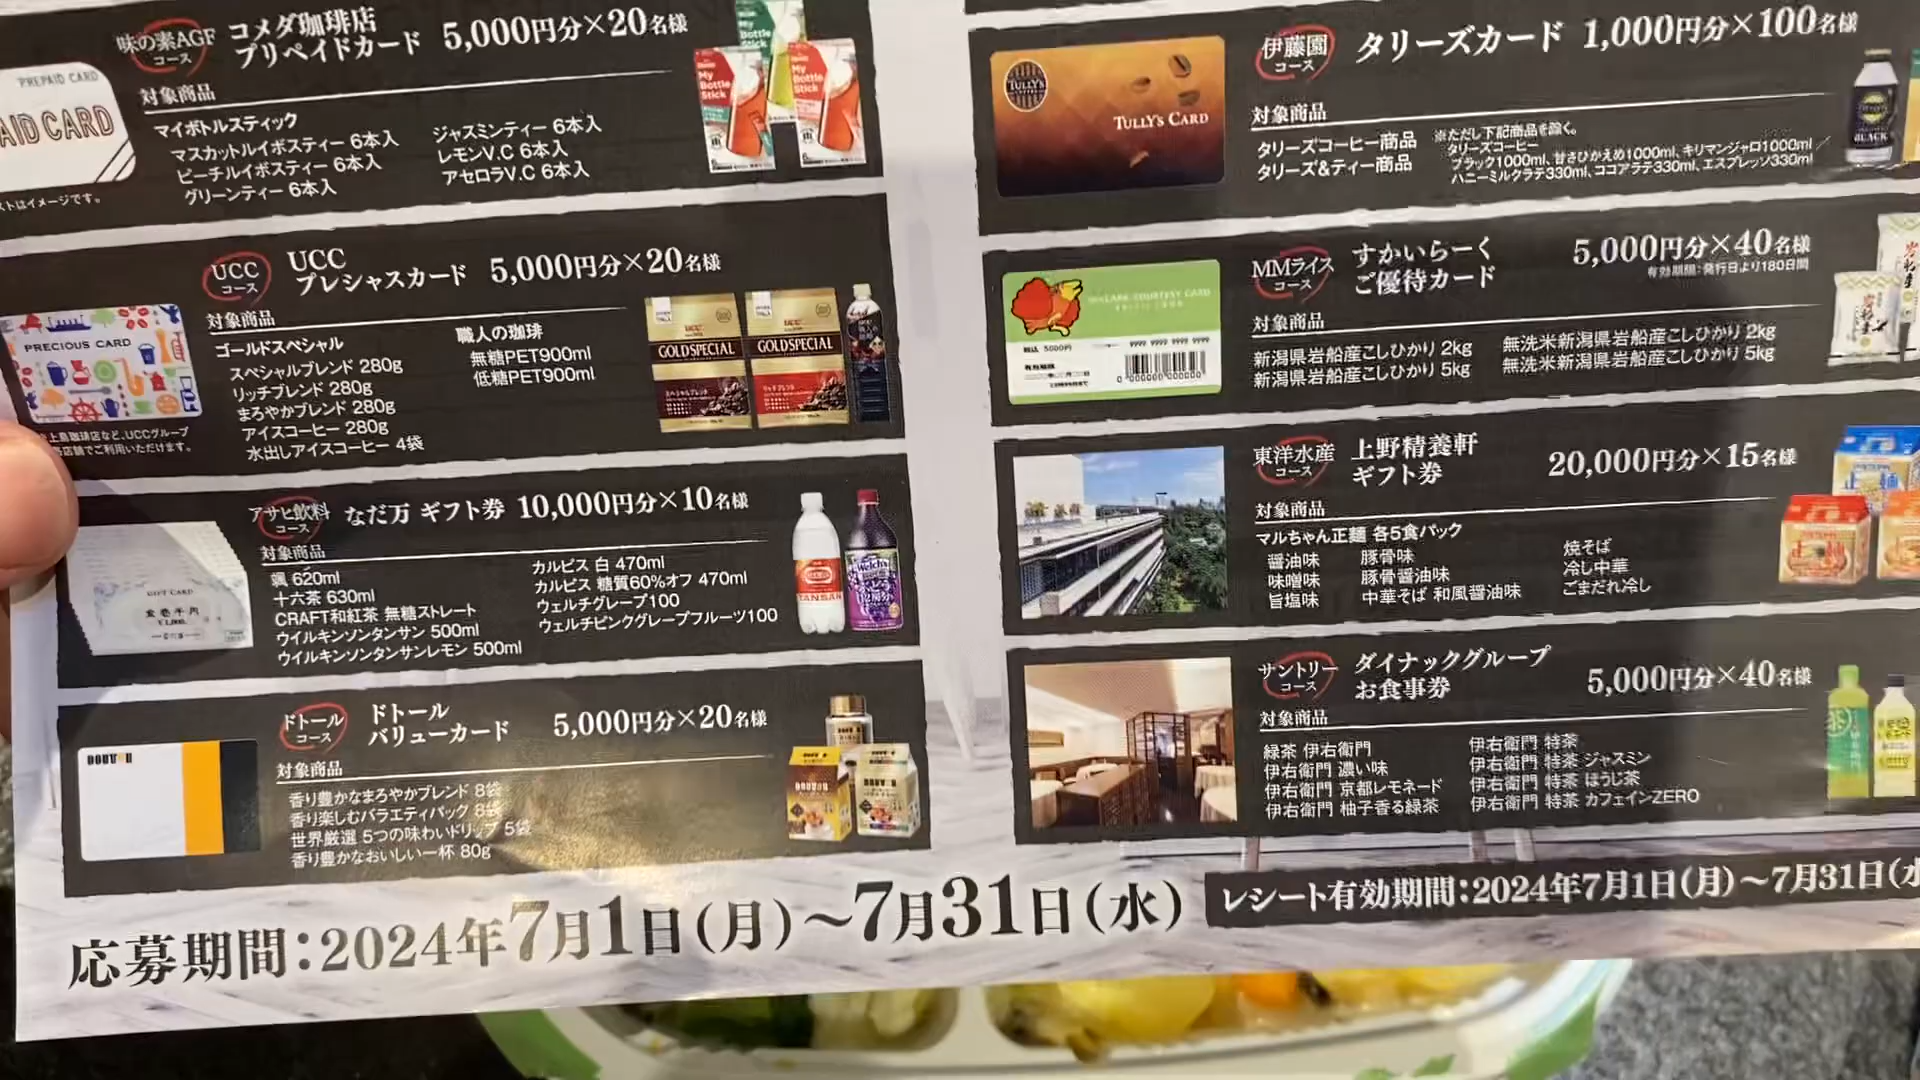 味の素AGF
コース
コメダ珈琲店
プリペイドカード 5,000円分×20名様
PREPAID CARD
AID CARD
ストはイメージです。
対象商品
マイボトルスティック
マスカットルイボスティー 6本入
ピーチルイボスティー 6本入
グリーンティー 6本入
ジャスミンティー 6本入
レモンV.C 6本入
アセロラV.C 6本入
My Bottle Stick
My Bottle Stick
UCC
コース
UCC
プレシャスカード 5,000円分×20名様
PRECIOUS CARD
上島珈琲店など、UCCグループ
店舗でご利用いただけます。
対象商品
ゴールドスペシャル
スペシャルブレンド 280g
リッチブレンド 280g
まろやかブレンド 280g
アイスコーヒー 280g
水出しアイスコーヒー 4袋
職人の珈琲
無糖PET900ml
低糖PET900ml
GOLD SPECIAL
GOLD SPECIAL
アサヒ飲料
コース
なだ万 ギフト券 10,000円分×10名様
GIFT CARD
対象商品
颯 620ml
十六茶 630ml
CRAFT和紅茶 無糖ストレート
ウイルキンソンタンサン 500ml
ウイルキンソンタンサンレモン 500ml
カルピス 白 470ml
カルピス 糖質60%オフ 470ml
ウェルチグレープ100
ウェルチピンクグレープフルーツ100
TANSAN
Welch's
ドトール
コース
ドトール
バリューカード 5,000円分×20名様
DOUTOR
対象商品
香り豊かなまろやかブレンド 8袋
香り楽しむバラエティパック 8袋
世界厳選 5つの味わいドリップ 5袋
香り豊かなおいしい一杯 80g
伊藤園
コース
タリーズカード 1,000円分×100名様
TULLY'S
TULLY'S CARD
対象商品
タリーズコーヒー商品
タリーズ&ティー商品
※ただし下記商品を除く。
タリーズコーヒー
ブラック1000ml、甘さひかえめ1000ml、キリマンジャロ1000ml／
ハニーミルクラテ330ml、ココアラテ330ml、エスプレッソ330ml
BLACK
MMライス
コース
すかいらーく
ご優待カード
5,000円分×40名様
有効期限:発行日より180日間
対象商品
新潟県岩船産こしひかり 2kg
新潟県岩船産こしひかり 5kg
無洗米新潟県岩船産こしひかり 2kg
無洗米新潟県岩船産こしひかり 5kg
東洋水産
コース
上野精養軒
ギフト券
20,000円分×15名様
対象商品
マルちゃん正麺 各5食パック
醤油味
味噌味
旨塩味
豚骨味
豚骨醤油味
中華そば 和風醤油味
焼そば
冷し中華
ごまだれ冷し
サントリー
コース
ダイナックグループ
お食事券
5,000円分×40名様
対象商品
緑茶 伊右衛門
伊右衛門 濃い味
伊右衛門 京都レモネード
伊右衛門 柚子香る緑茶
伊右衛門 特茶
伊右衛門 特茶 ジャスミン
伊右衛門 特茶 ほうじ茶
伊右衛門 特茶 カフェインZERO
応募期間:2024年7月1日(月)～7月31日(水)
レシート有効期間:2024年7月1日(月)～7月31日(水